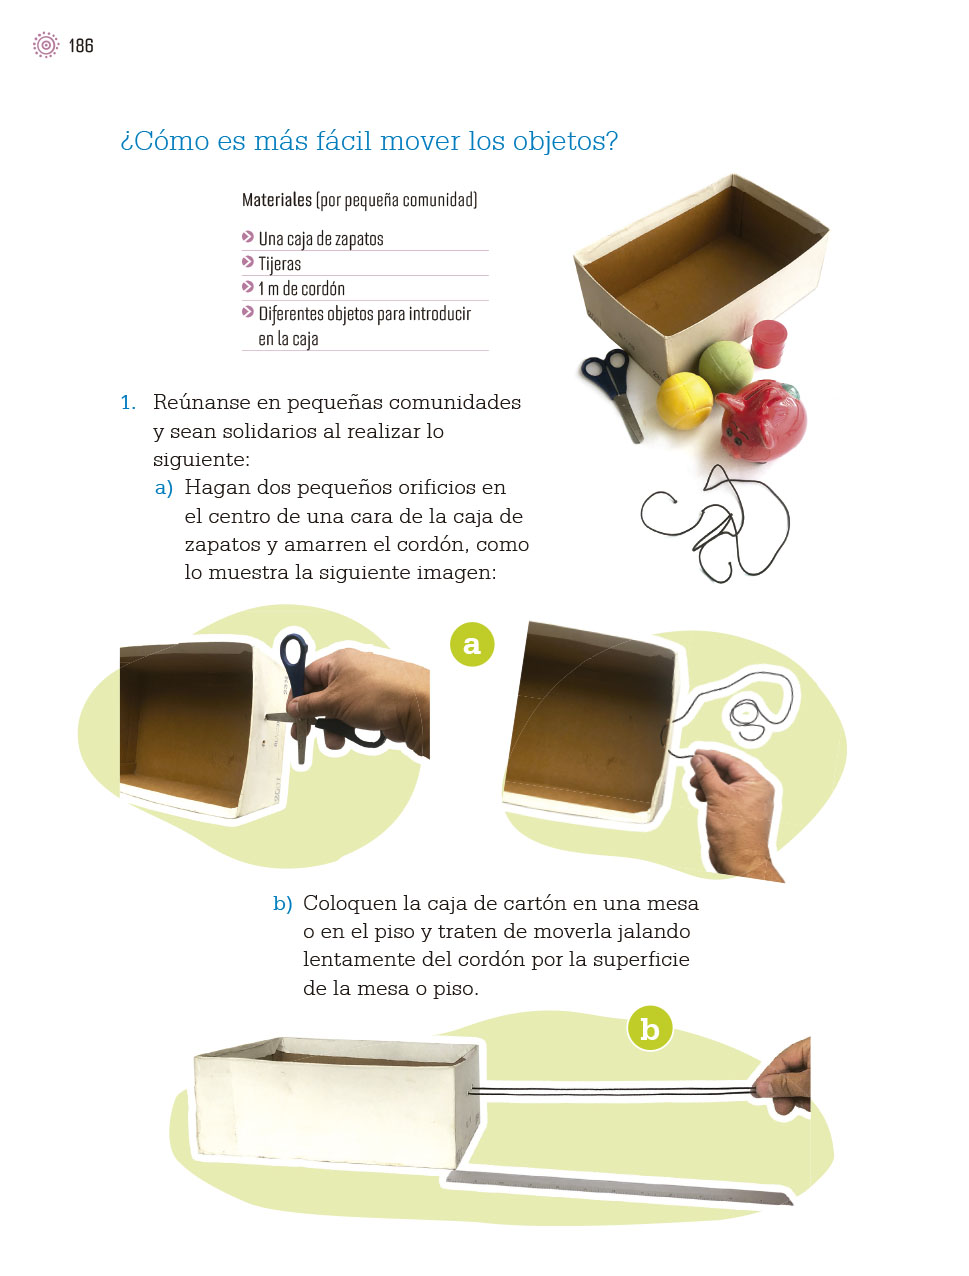 186
¿Cómo es más fácil mover los objetos?
Materiales (por pequeña comunidad)
Una caja de zapatos
Tijeras
1 m de cordón
Diferentes objetos para introducir
en la caja
1. Reúnanse en pequeñas comunidades
y sean solidarios al realizar lo
siguiente:
a) Hagan dos pequeños orificios en
el centro de una cara de la caja de
zapatos y amarren el cordón, como
lo muestra la siguiente imagen:
a
b) Coloquen la caja de cartón en una mesa
o en el piso y traten de moverla jalando
lentamente del cordón por la superficie
de la mesa o piso.
b